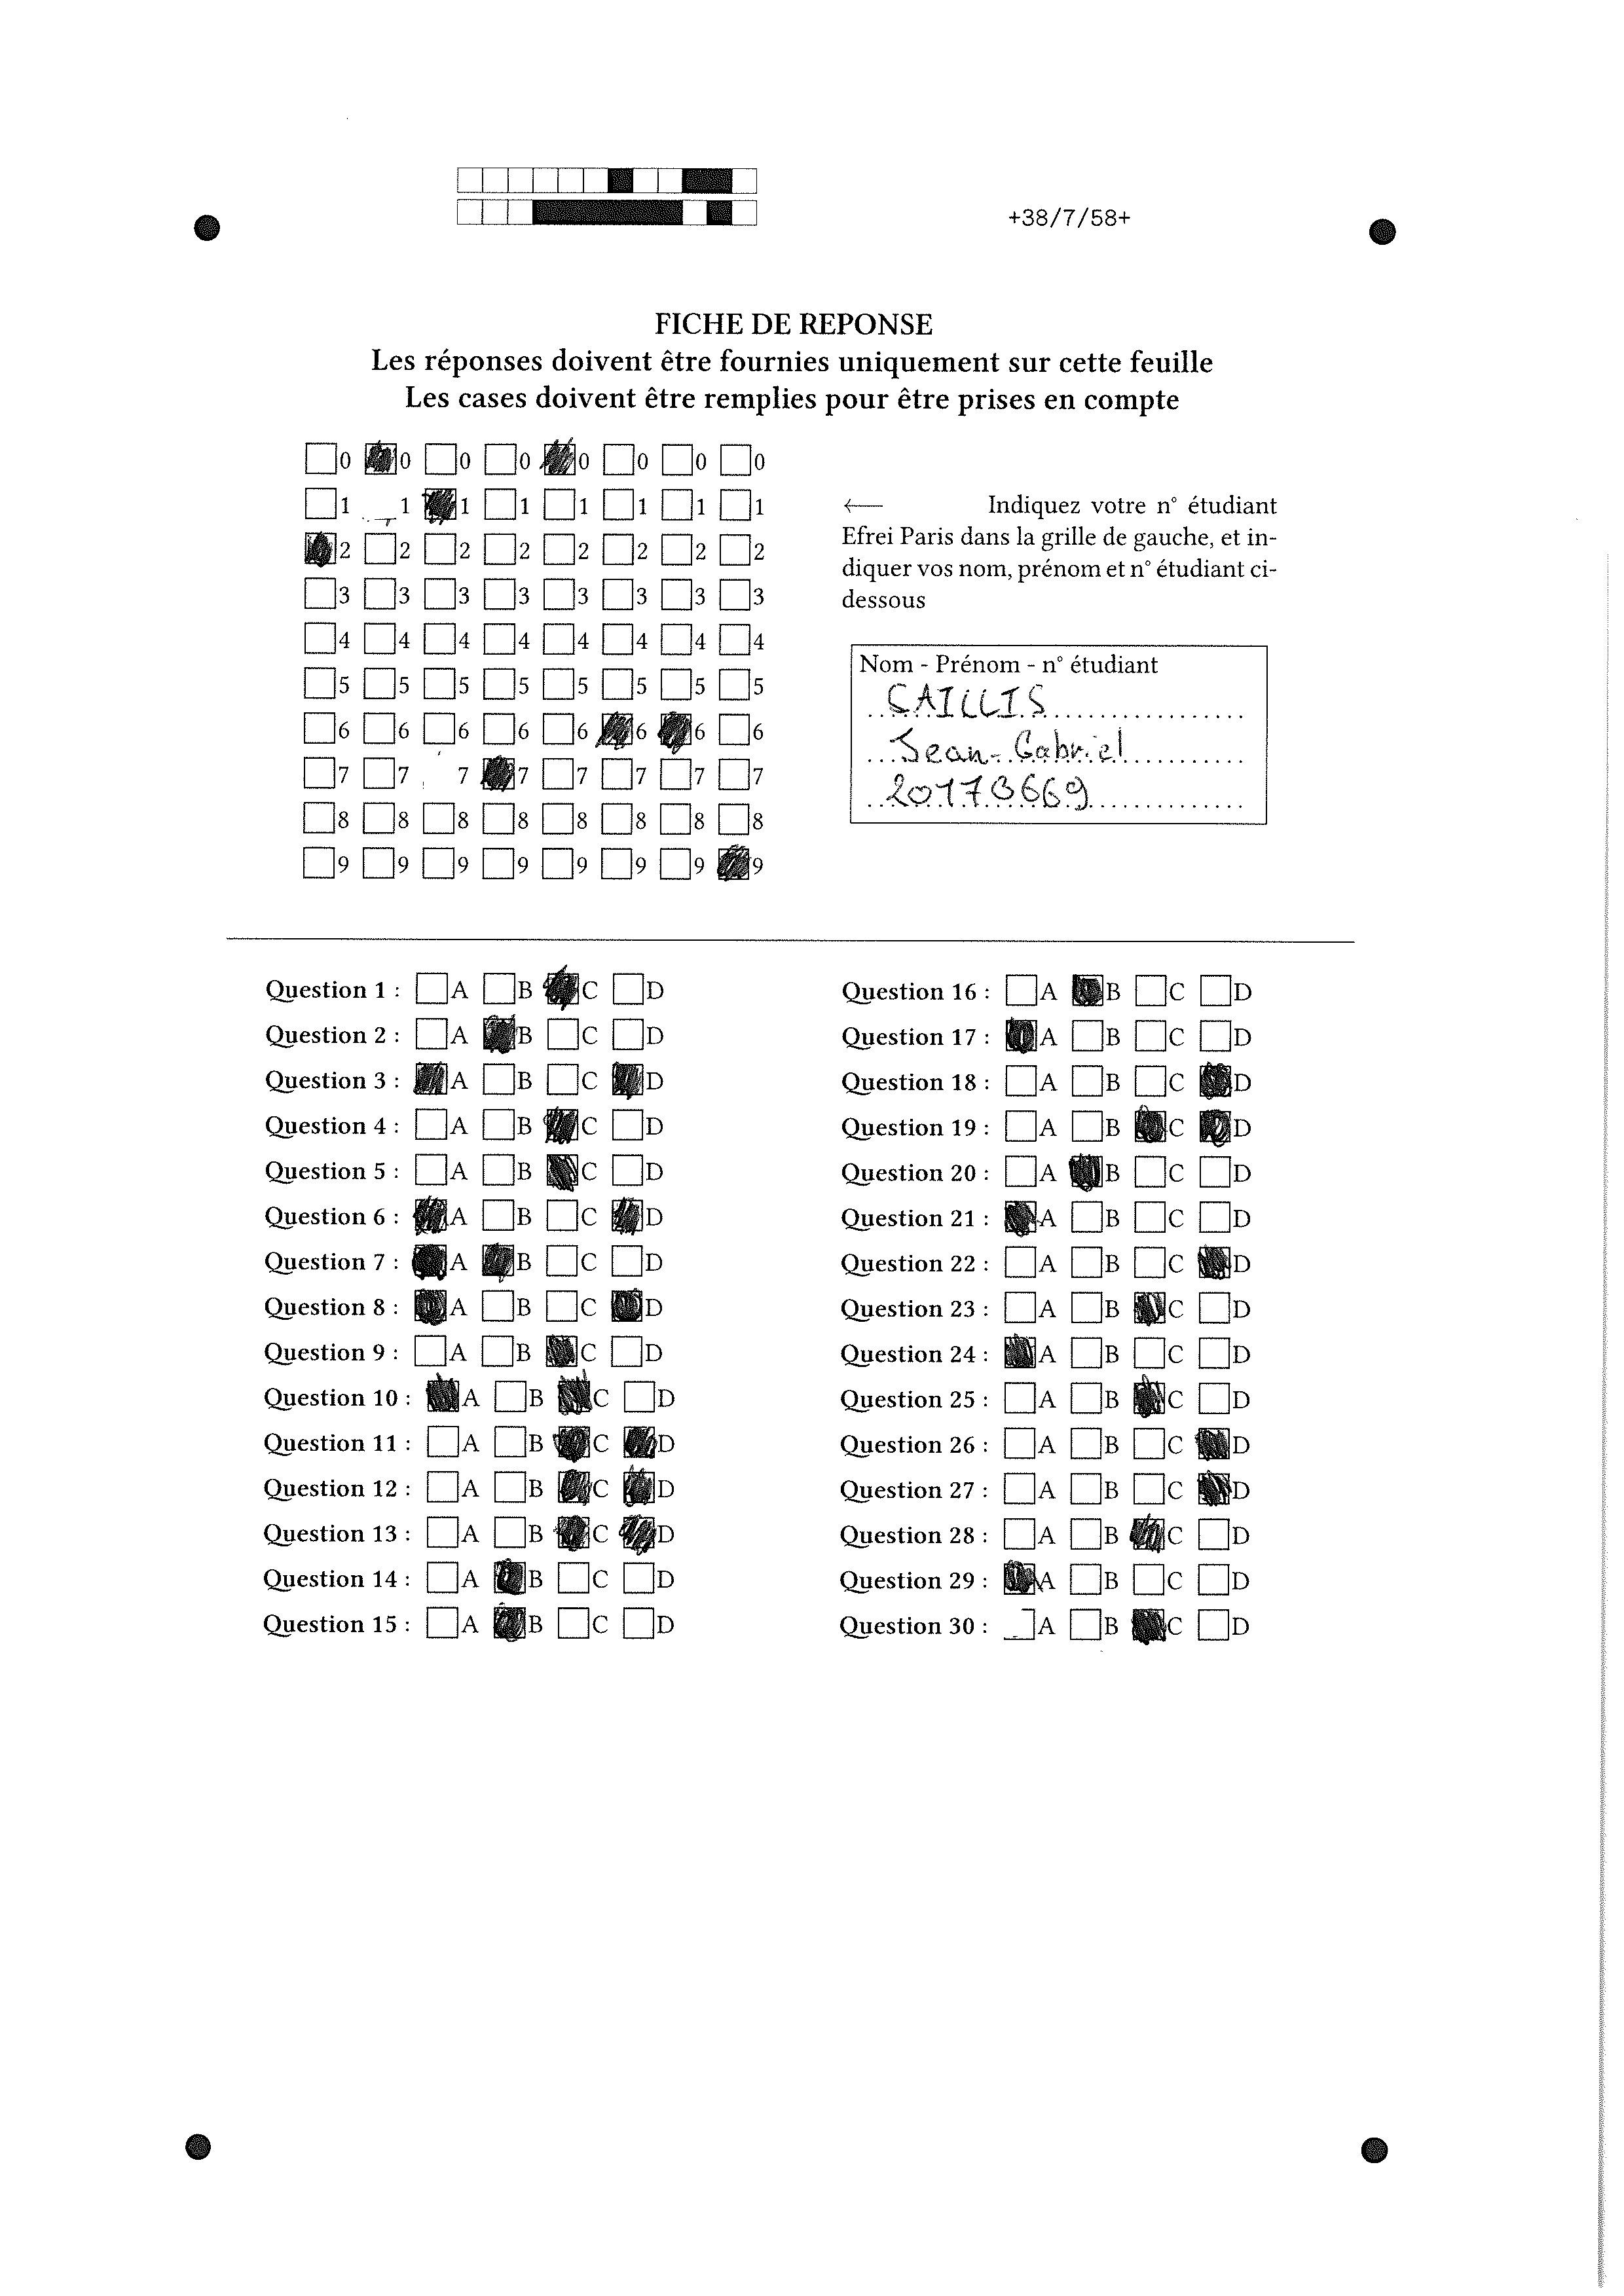 +38/7/58+
FICHE DE REPONSE
Les réponses doivent être fournies uniquement sur cette feuille
Les cases doivent être remplies pour être prises en compte
0 0 0 0 0 0 0 0
1 1 1 1 1 1 1 1
2 2 2 2 2 2 2 2
3 3 3 3 3 3 3 3
4 4 4 4 4 4 4 4
5 5 5 5 5 5 5 5
6 6 6 6 6 6 6 6
7 7 7 7 7 7 7 7
8 8 8 8 8 8 8 8
9 9 9 9 9 9 9 9
← Indiquez votre n° étudiant
Efrei Paris dans la grille de gauche, et in-
diquer vos nom, prénom et n° étudiant ci-
dessous
Nom - Prénom - n° étudiant
CAILLIS
Jean-Gabriel
20170669
Question 1 : A B C D
Question 2 : A B C D
Question 3 : A B C D
Question 4 : A B C D
Question 5 : A B C D
Question 6 : A B C D
Question 7 : A B C D
Question 8 : A B C D
Question 9 : A B C D
Question 10 : A B C D
Question 11 : A B C D
Question 12 : A B C D
Question 13 : A B C D
Question 14 : A B C D
Question 15 : A B C D
Question 16 : A B C D
Question 17 : A B C D
Question 18 : A B C D
Question 19 : A B C D
Question 20 : A B C D
Question 21 : A B C D
Question 22 : A B C D
Question 23 : A B C D
Question 24 : A B C D
Question 25 : A B C D
Question 26 : A B C D
Question 27 : A B C D
Question 28 : A B C D
Question 29 : A B C D
Question 30 : A B C D